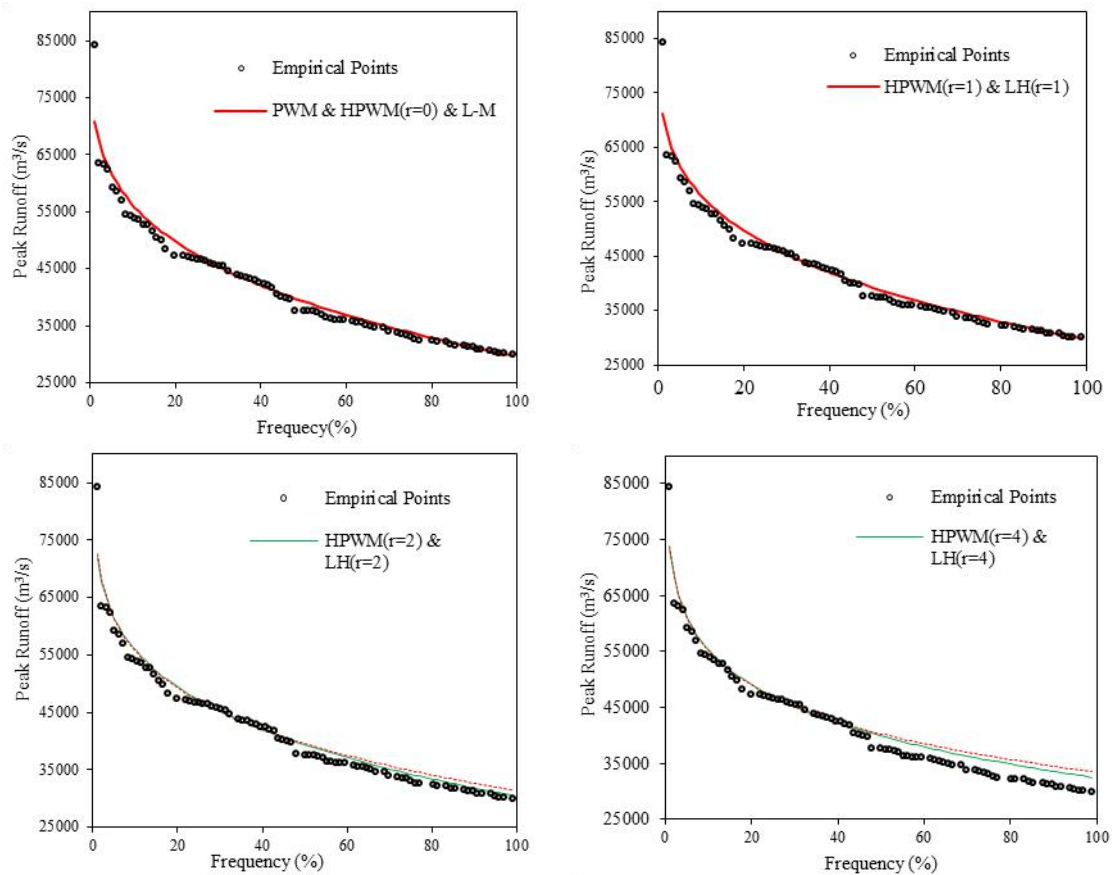 85000
75000
65000
55000
45000
35000
25000
Peak Runoff (m³/s)
Empirical Points
PWM & HPWM(r=0) & L-M
0
20
40
60
80
100
Frequecy(%)
85000
75000
65000
55000
45000
35000
25000
Peak Runoff (m³/s)
Empirical Points
HPWM(r=1) & LH(r=1)
0
20
40
60
80
100
Frequency (%)
85000
75000
65000
55000
45000
35000
25000
Peak Runoff (m³/s)
Empirical Points
HPWM(r=2) &
LH(r=2)
0
20
40
60
80
100
Frequency (%)
85000
75000
65000
55000
45000
35000
25000
Peak Runoff (m³/s)
Empirical Points
HPWM(r=4) &
LH(r=4)
0
20
40
60
80
100
Frequency (%)